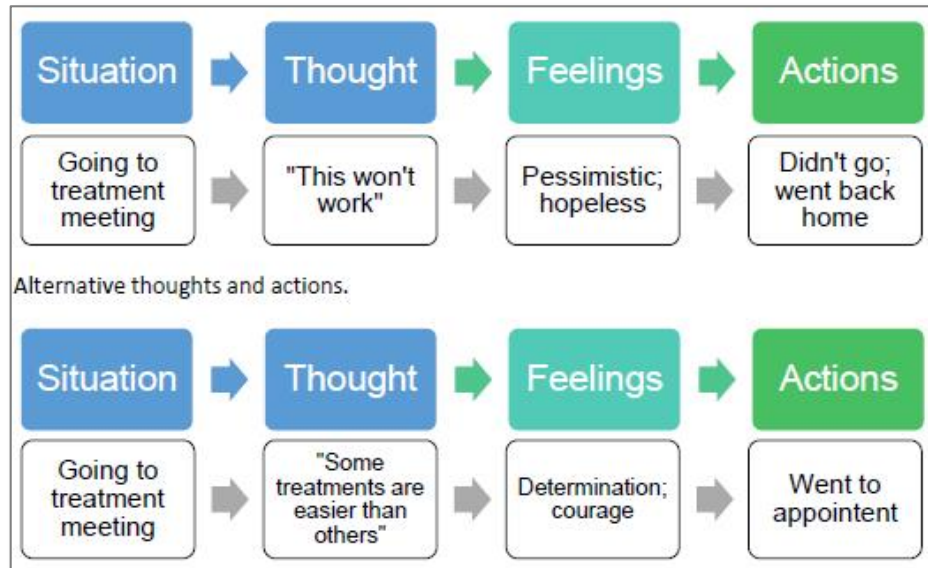 Situation
Thought
Feelings
Actions
Going to
treatment
meeting
"This won't
work"
Pessimistic;
hopeless
Didn't go;
went back
home
Alternative thoughts and actions.
Situation
Thought
Feelings
Actions
Going to
treatment
meeting
"Some
treatments are
easier than
others"
Determination;
courage
Went to
appointent